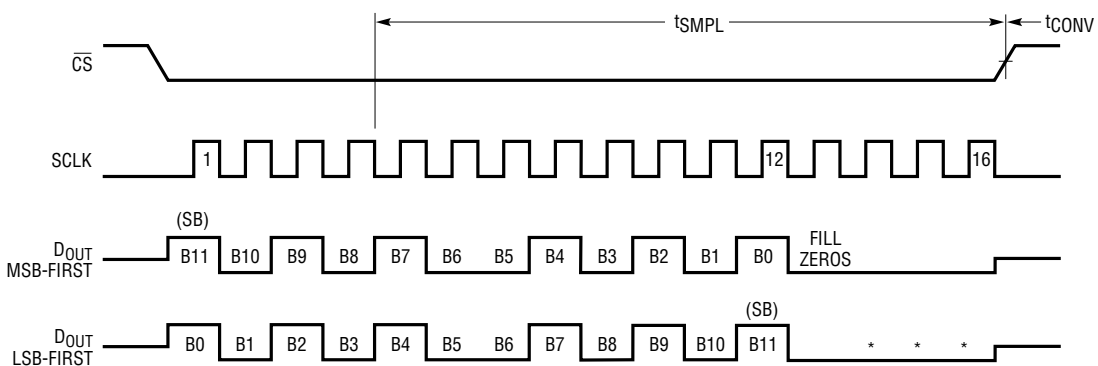 tSMPL tCONV
CS
SCLK 1 12 16
(SB)
DOUT
MSB-FIRST
B11 B10 B9 B8 B7 B6 B5 B4 B3 B2 B1 B0
FILL
ZEROS
(SB)
DOUT
LSB-FIRST
B0 B1 B2 B3 B4 B5 B6 B7 B8 B9 B10 B11 * * *